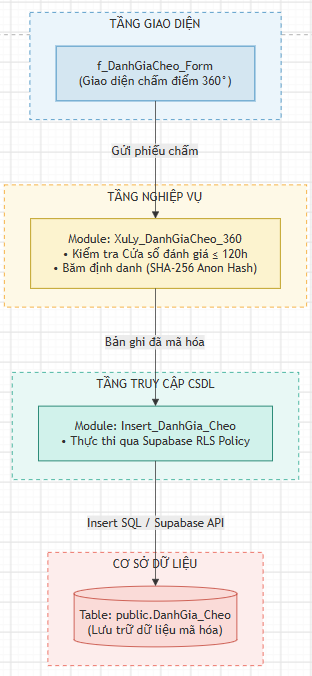 TẦNG GIAO DIỆN
f_DanhGiaCheo_Form
(Giao diện chấm điểm 360°)
Gửi phiếu chấm
TẦNG NGHIỆP VỤ
Module: XuLy_DanhGiaCheo_360
• Kiểm tra Cửa sổ đánh giá ≤ 120h
• Băm định danh (SHA-256 Anon Hash)
Bản ghi đã mã hóa
TẦNG TRUY CẬP CSDL
Module: Insert_DanhGia_Cheo
• Thực thi qua Supabase RLS Policy
Insert SQL / Supabase API
CƠ SỞ DỮ LIỆU
Table: public.DanhGia_Cheo
(Lưu trữ dữ liệu mã hóa)